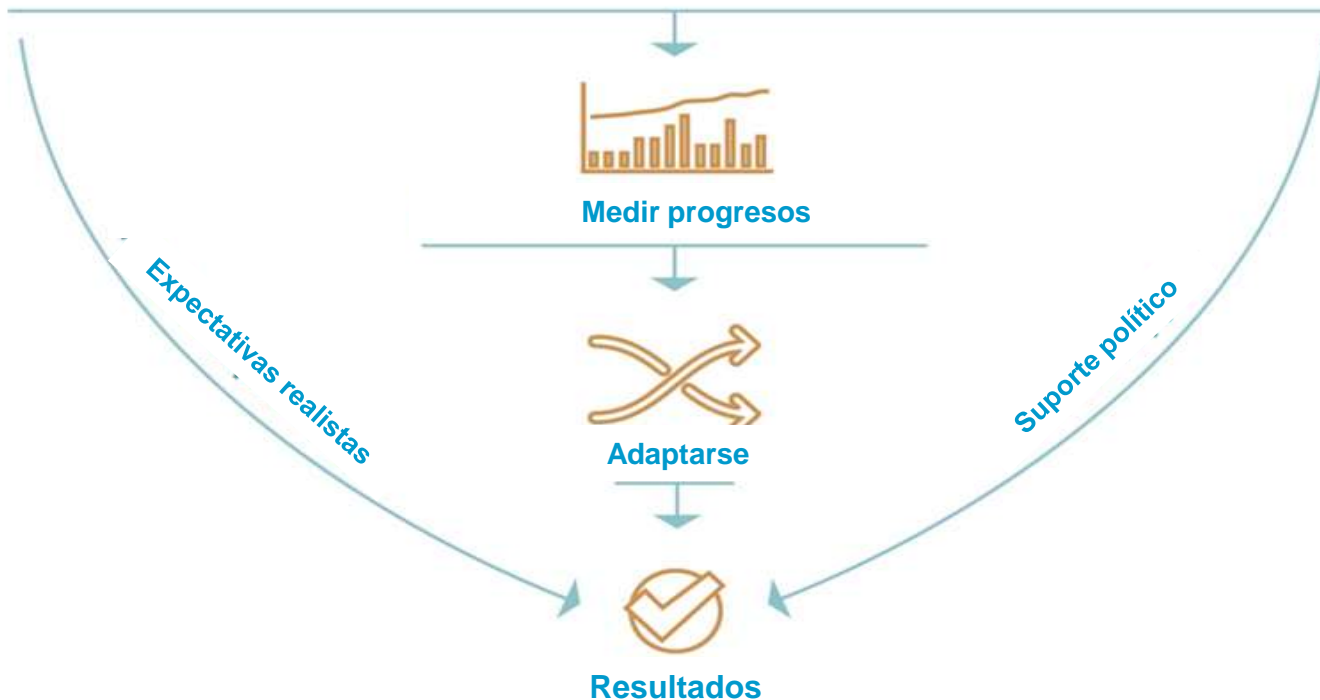 Medir progresos
Expectativas realistas
Suporte político
Adaptarse
Resultados